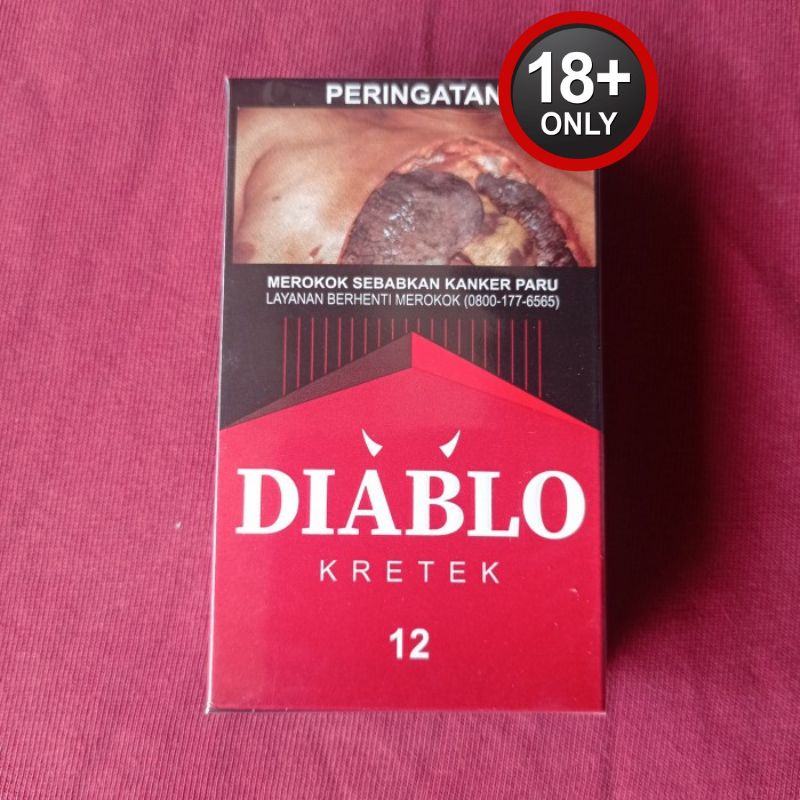 PERINGATAN
18+
ONLY
MEROKOK SEBABKAN KANKER PARU
LAYANAN BERHENTI MEROKOK (0800-177-6565)
DIABLO
KRETEK
12